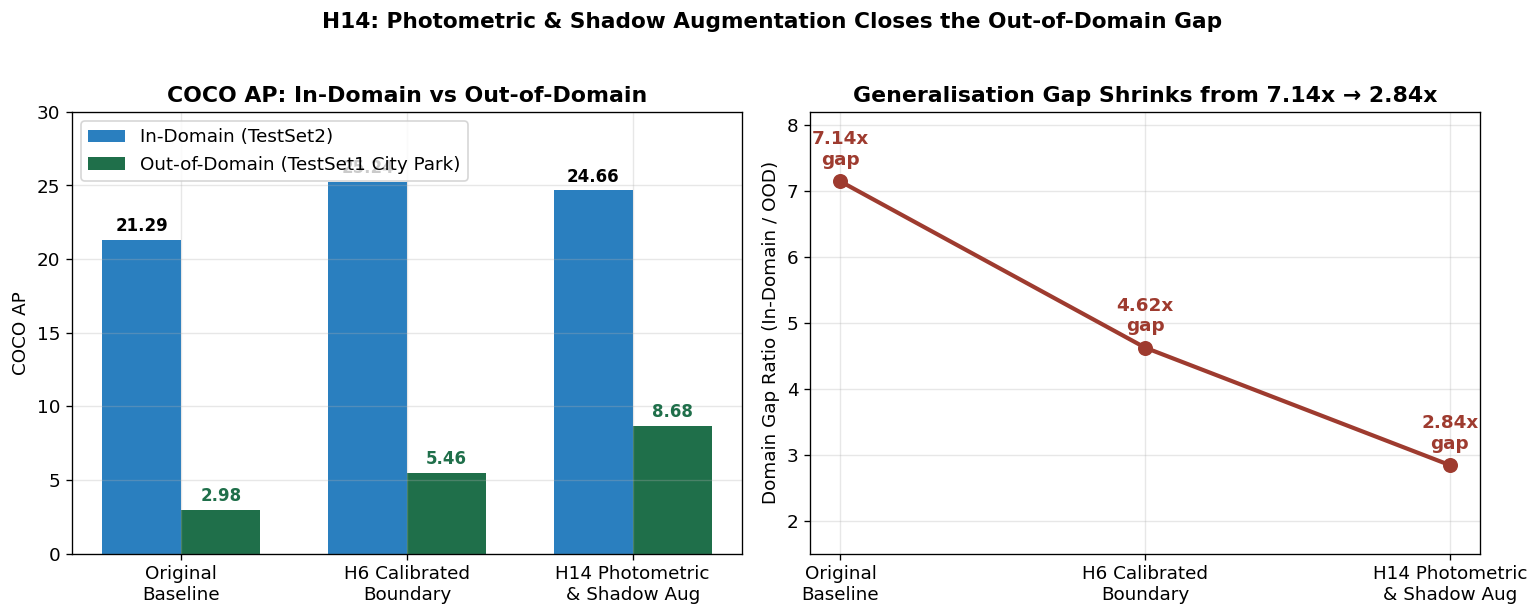 H14: Photometric & Shadow Augmentation Closes the Out-of-Domain Gap
COCO AP: In-Domain vs Out-of-Domain
COCO AP
30
25
20
15
10
5
0
In-Domain (TestSet2)
Out-of-Domain (TestSet1 City Park)
21.29
24.66
2.98
5.46
8.68
Original
Baseline
H6 Calibrated
Boundary
H14 Photometric
& Shadow Aug
Generalisation Gap Shrinks from 7.14x → 2.84x
Domain Gap Ratio (In-Domain / OOD)
8
7
6
5
4
3
2
7.14x
gap
4.62x
gap
2.84x
gap
Original
Baseline
H6 Calibrated
Boundary
H14 Photometric
& Shadow Aug